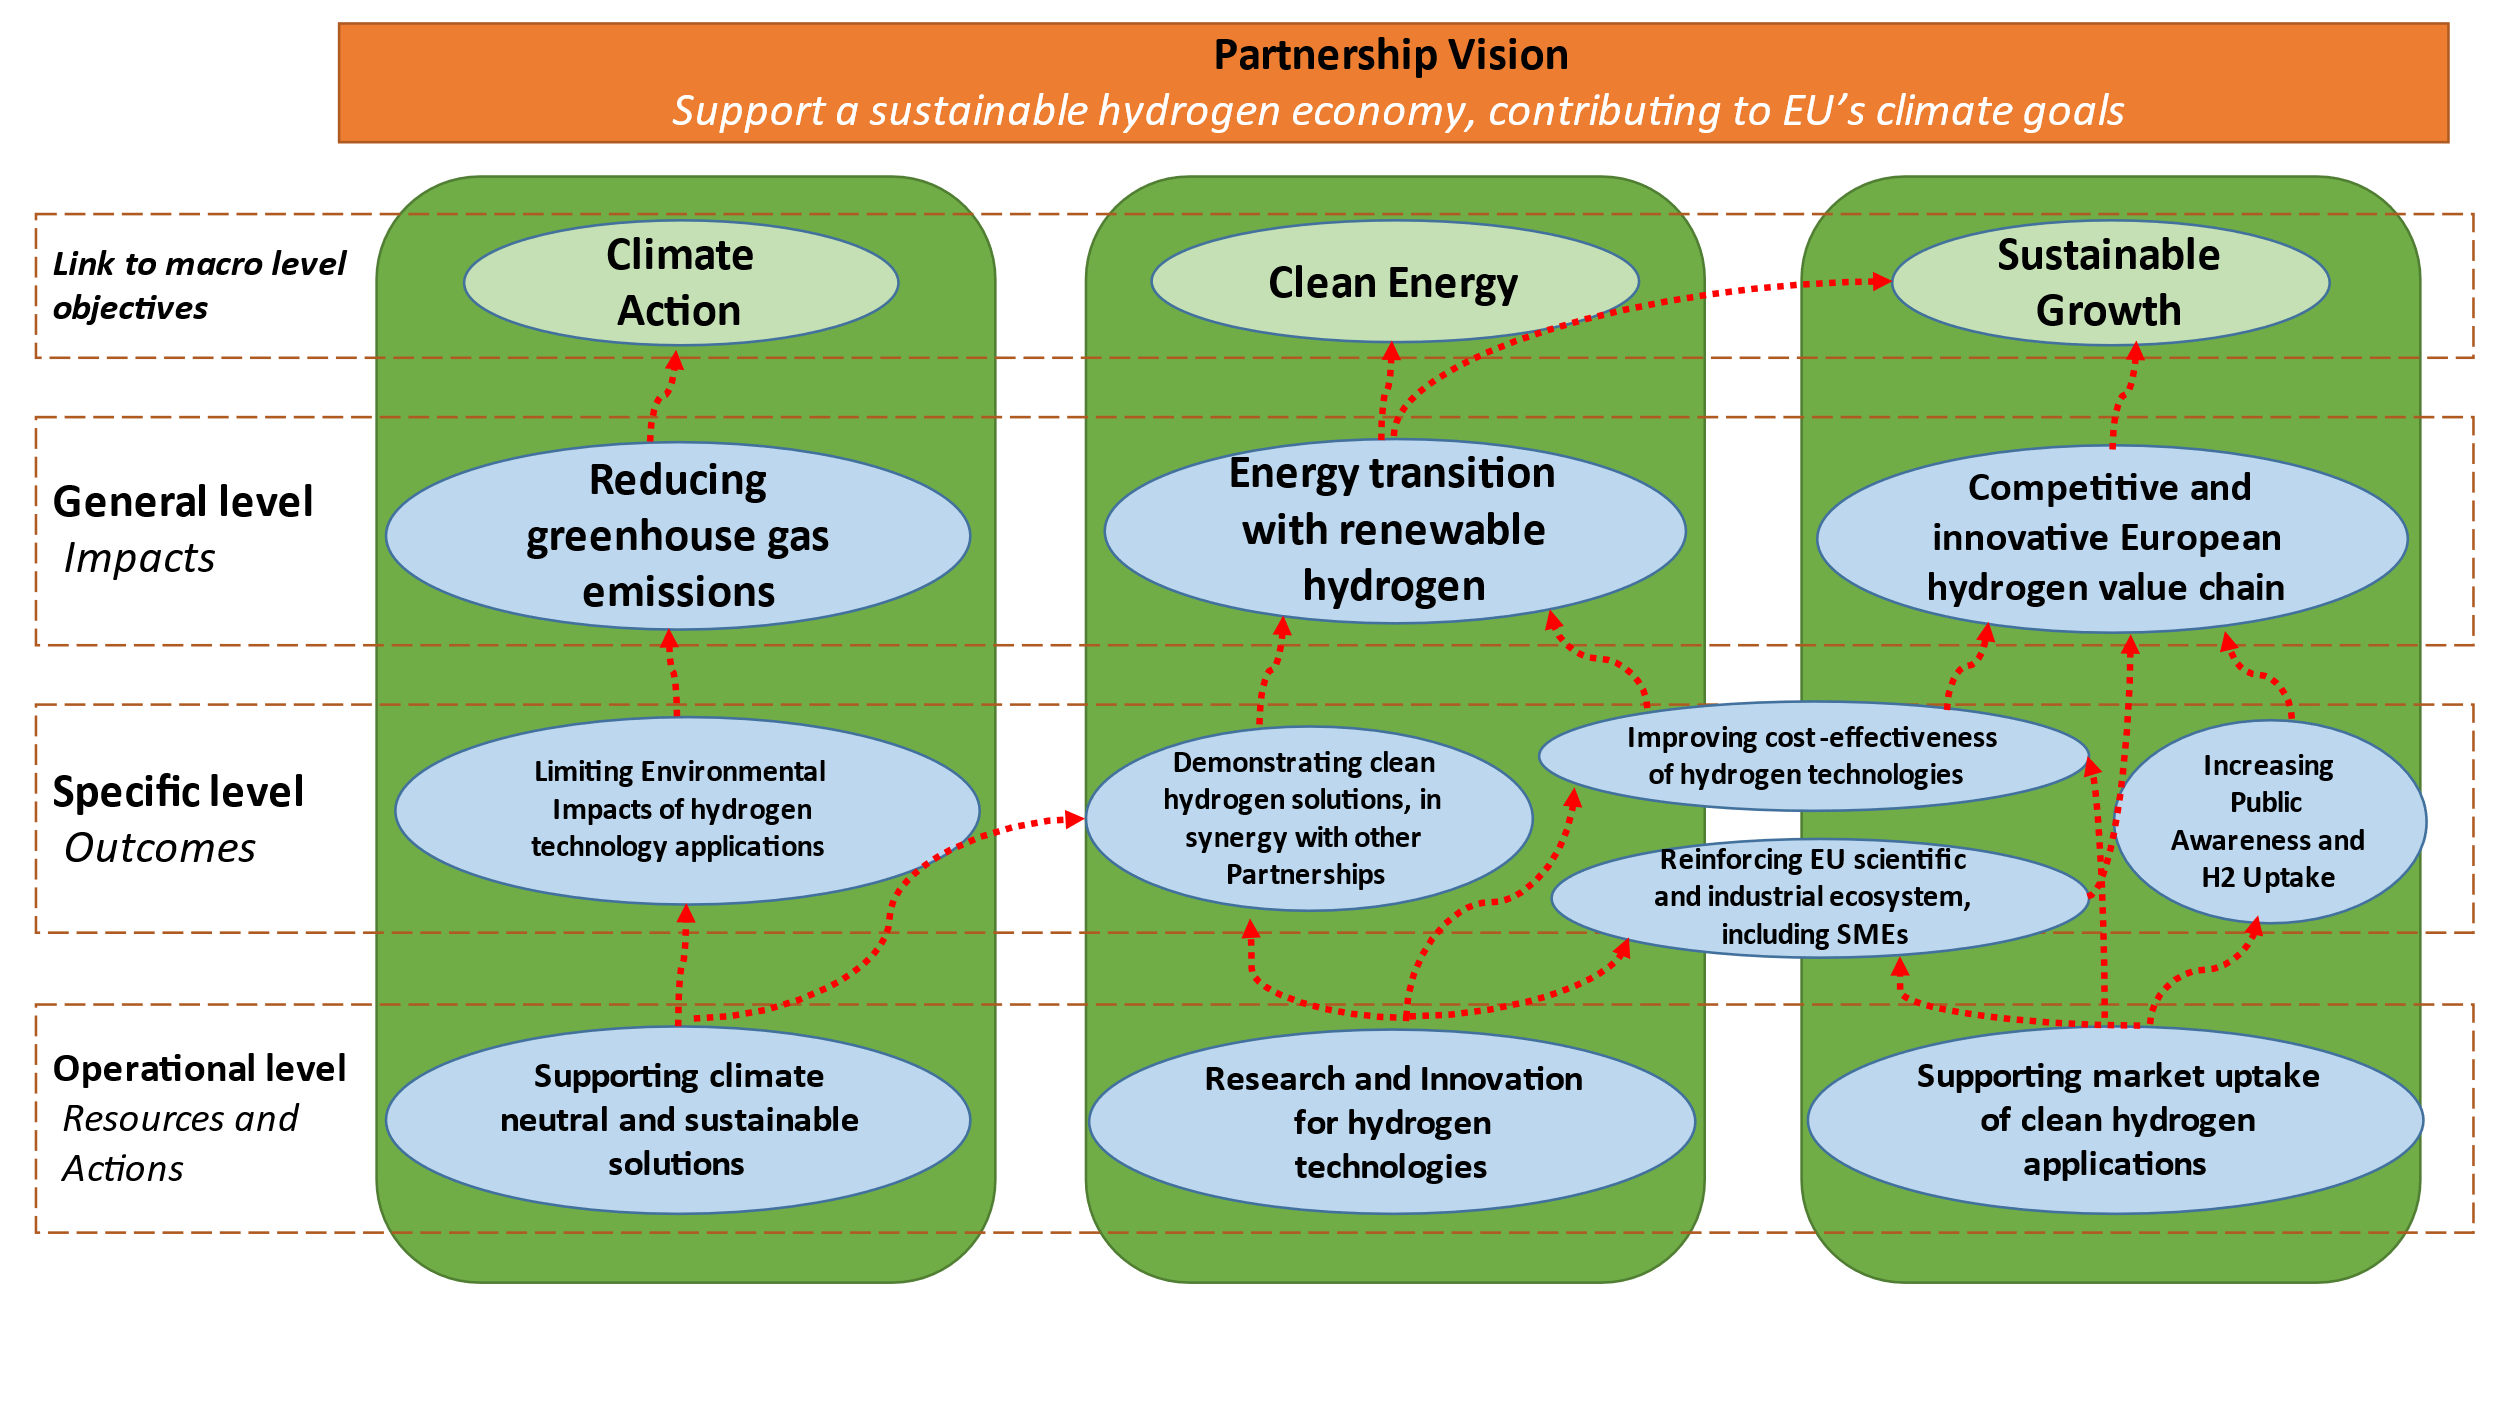 Partnership Vision
Support a sustainable hydrogen economy, contributing to EU's climate goals
Link to macro level
objectives
Climate
Action
Clean Energy
Sustainable
Growth
General level
Impacts
Reducing
greenhouse gas
emissions
Energy transition
with renewable
hydrogen
Competitive and
innovative European
hydrogen value chain
Specific level
Outcomes
Limiting Environmental
Impacts of hydrogen
technology applications
Demonstrating clean
hydrogen solutions, in
synergy with other
Partnerships
Improving cost-effectiveness
of hydrogen technologies
Reinforcing EU scientific
and industrial ecosystem,
including SMEs
Increasing
Public
Awareness and
H2 Uptake
Operational level
Resources and
Actions
Supporting climate
neutral and sustainable
solutions
Research and Innovation
for hydrogen
technologies
Supporting market uptake
of clean hydrogen
applications